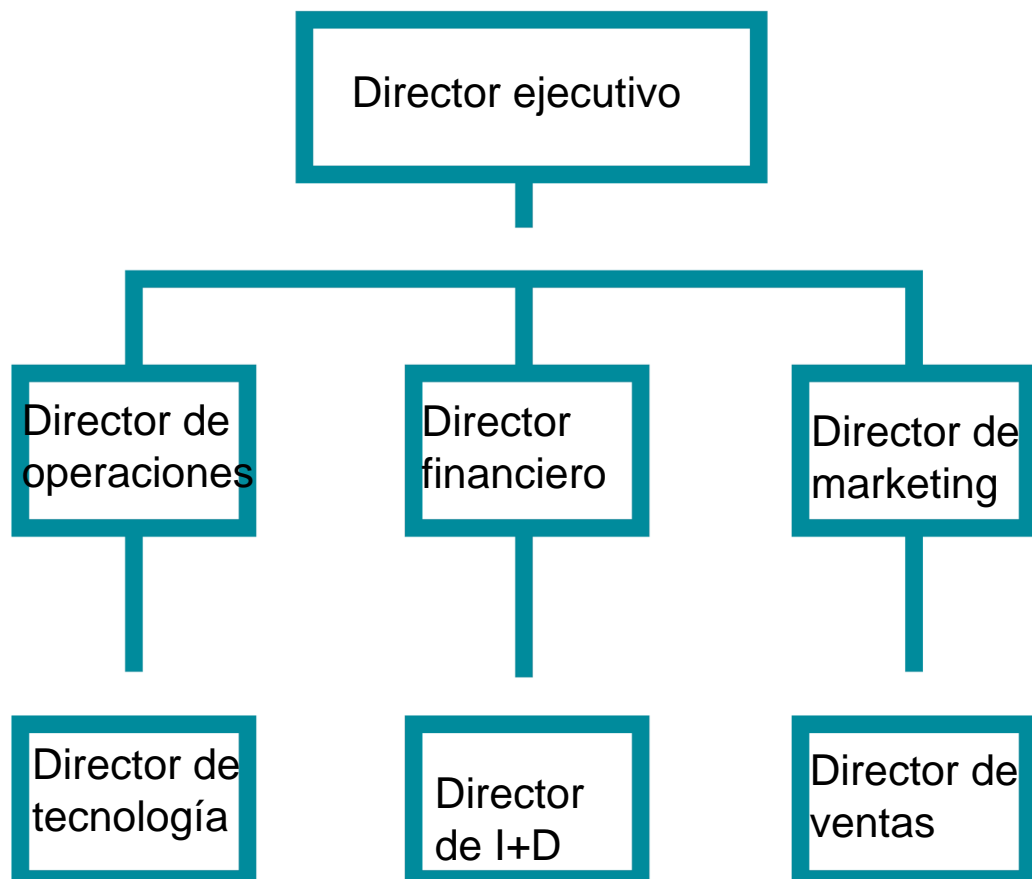 Director ejecutivo
Director de
operaciones
Director
financiero
Director de
marketing
Director de
tecnología
Director
de I+D
Director de
ventas